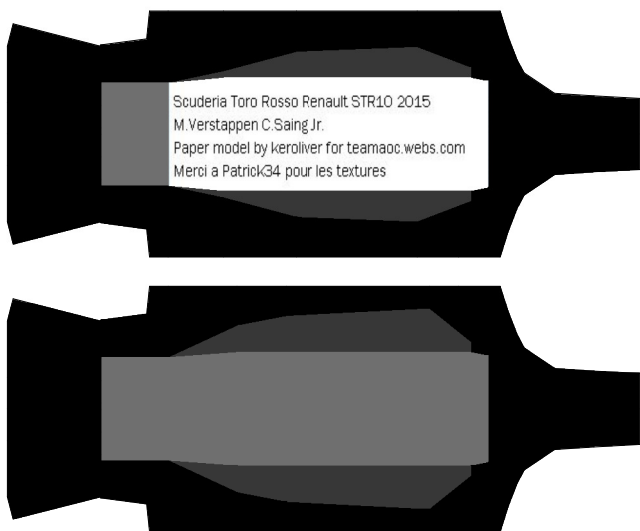 Scuderia Toro Rosso Renault STR10 2015
M.Verstappen C.Saing Jr.
Paper model by keroliver for teamaoc.webs.com
Merci a Patrick34 pour les textures